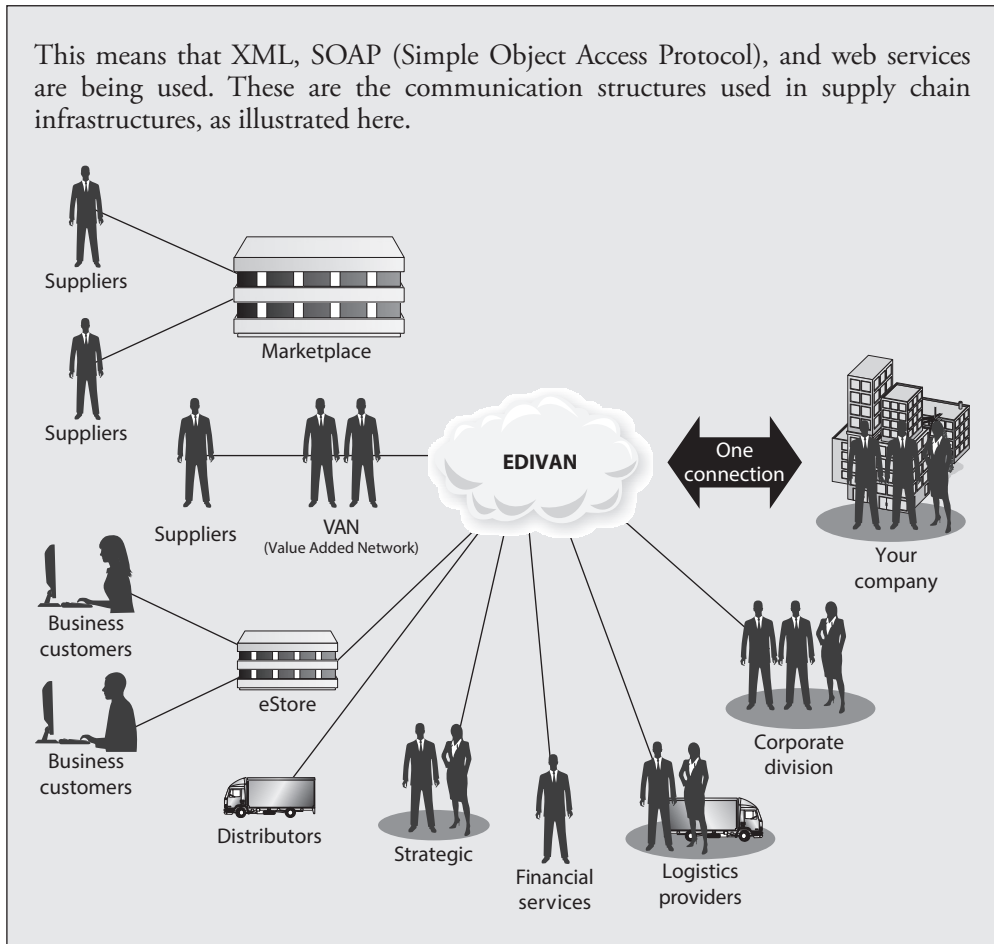 This means that XML, SOAP (Simple Object Access Protocol), and web services
are being used. These are the communication structures used in supply chain
infrastructures, as illustrated here.
Suppliers
Marketplace
Suppliers
EDIVAN
One
connection
Suppliers
VAN
(Value Added Network)
Your
company
Business
customers
eStore
Business
customers
Corporate
division
Distributors
Strategic
Financial
services
Logistics
providers